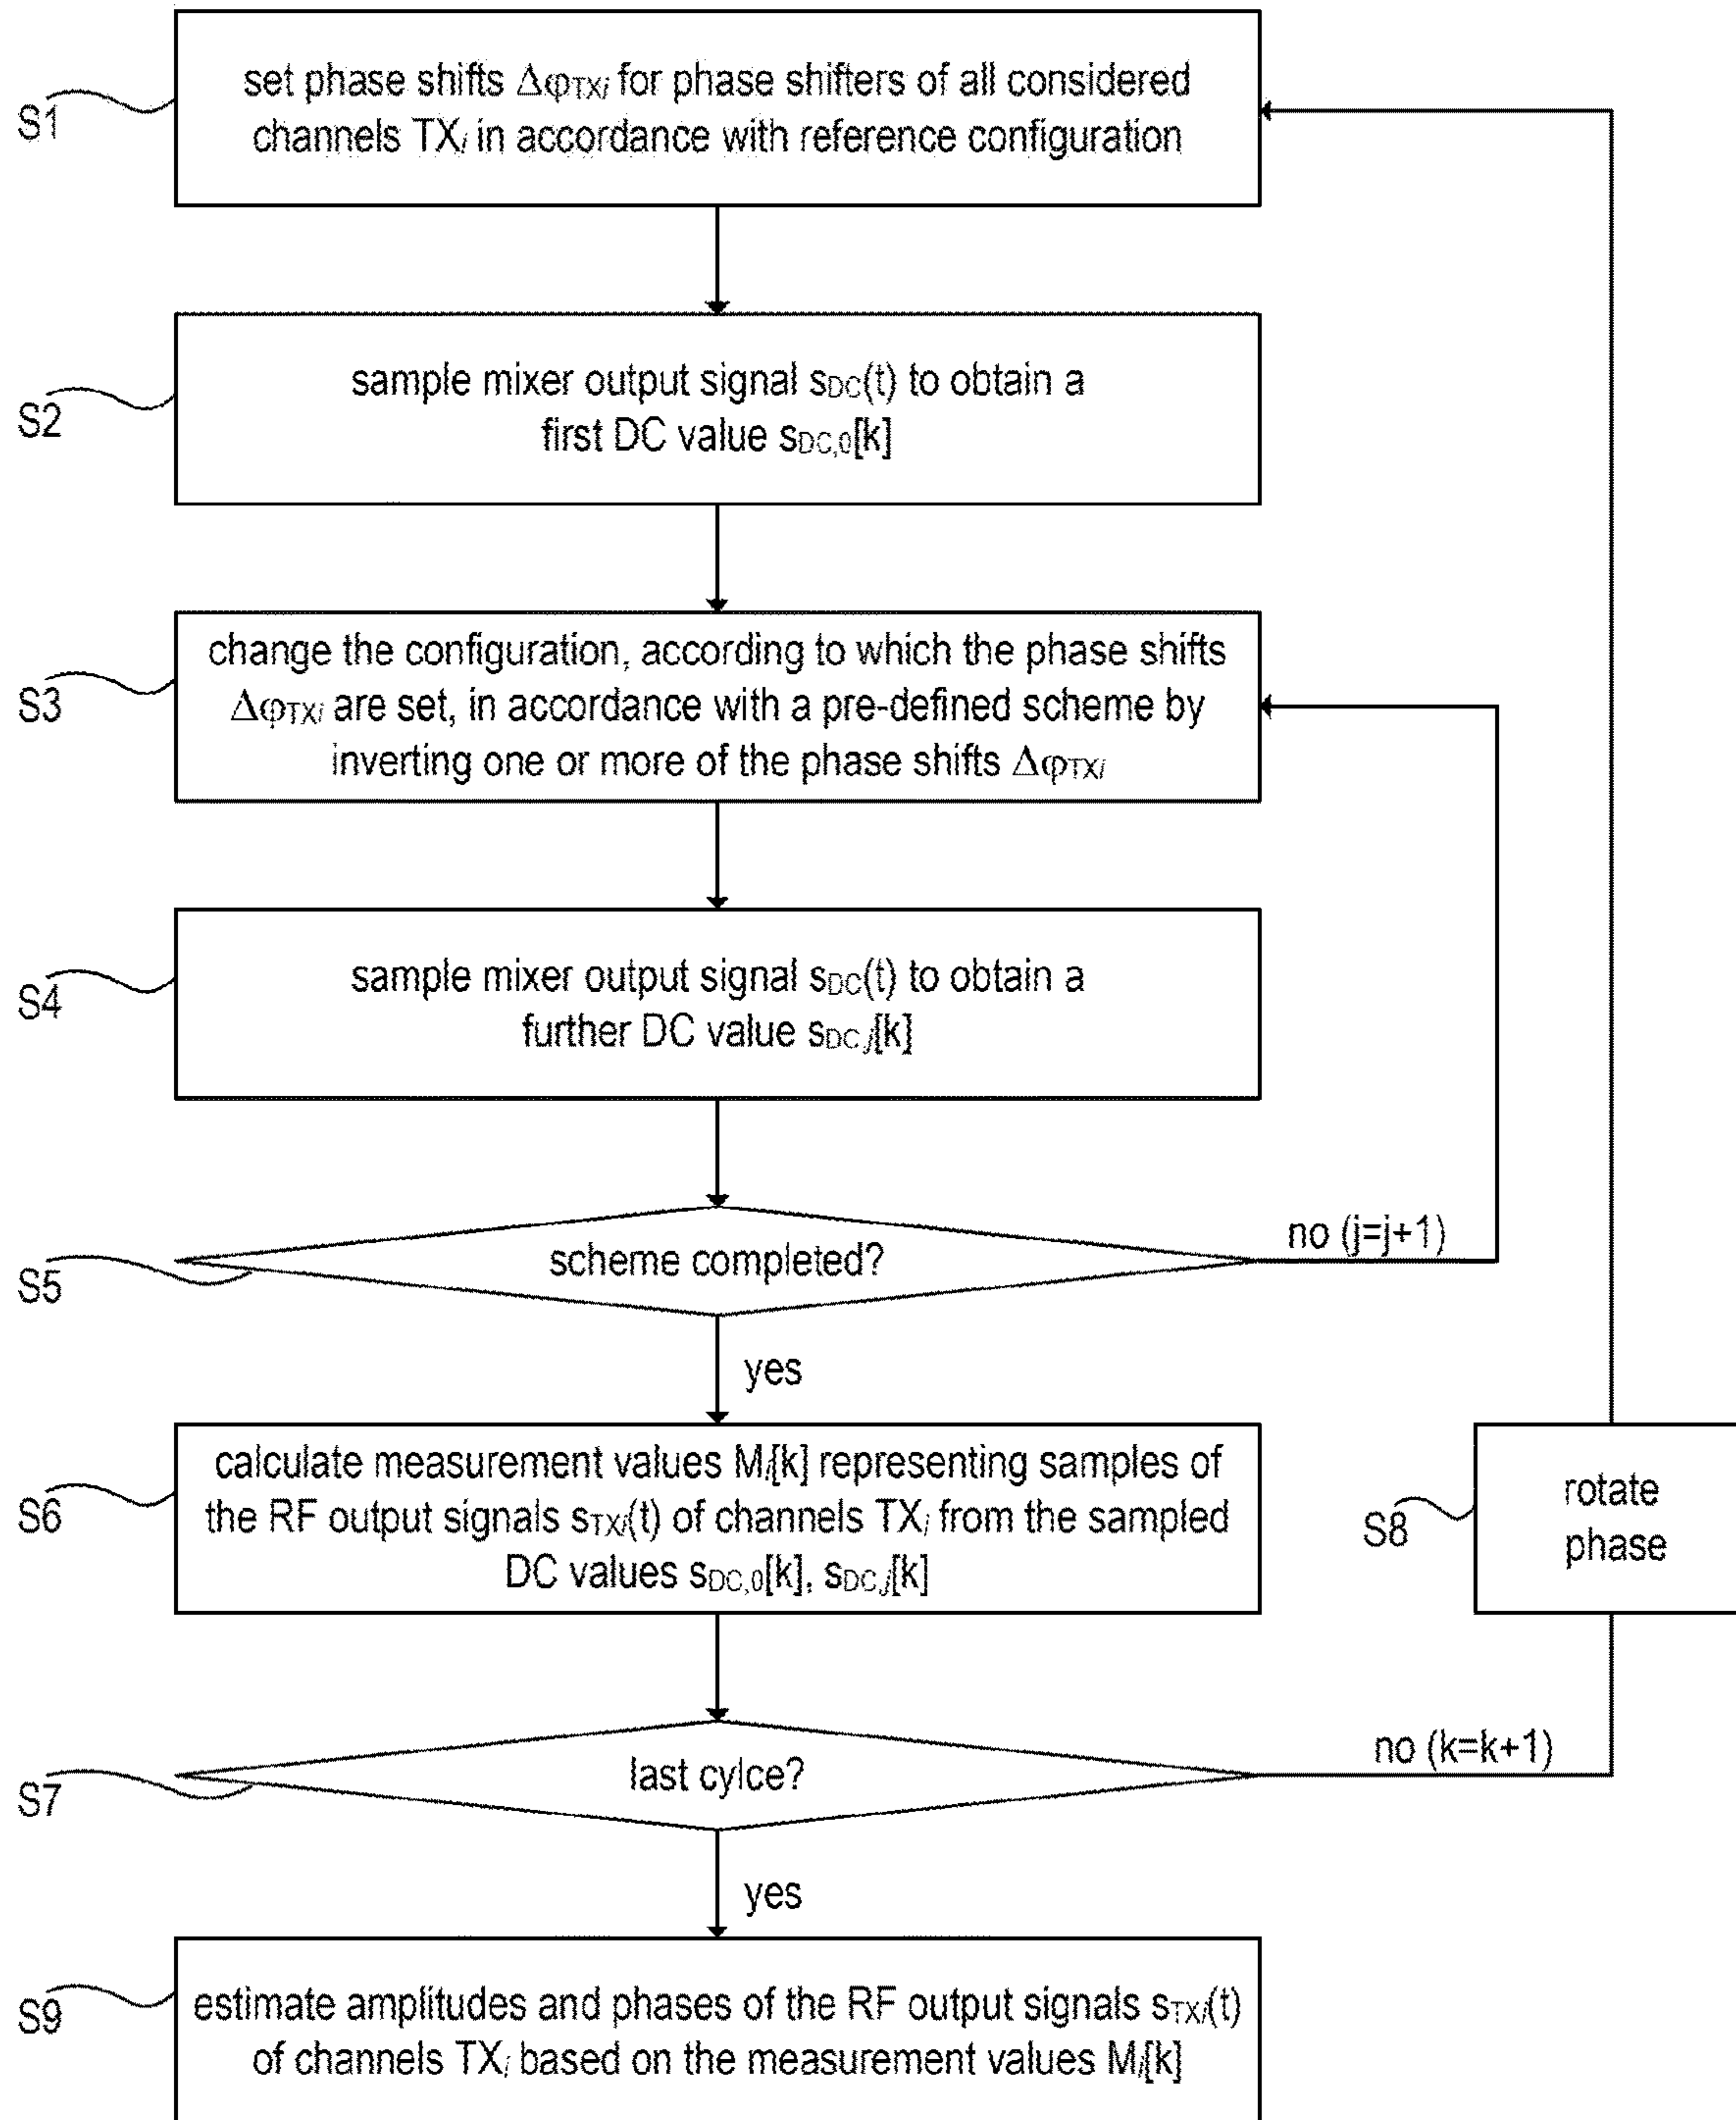 S1
set phase shifts ΔφTXi for phase shifters of all considered
channels TXi in accordance with reference configuration
S2
sample mixer output signal sDC(t) to obtain a
first DC value sDC,0[k]
S3
change the configuration, according to which the phase shifts
ΔφTXi are set, in accordance with a pre-defined scheme by
inverting one or more of the phase shifts ΔφTXi
S4
sample mixer output signal sDC(t) to obtain a
further DC value sDC,j[k]
S5
scheme completed?
no (j=j+1)
yes
S6
calculate measurement values Mi[k] representing samples of
the RF output signals sTXi(t) of channels TXi from the sampled
DC values sDC,0[k], sDC,j[k]
S8
rotate
phase
S7
last cylce?
no (k=k+1)
yes
S9
estimate amplitudes and phases of the RF output signals sTXi(t)
of channels TXi based on the measurement values Mi[k]